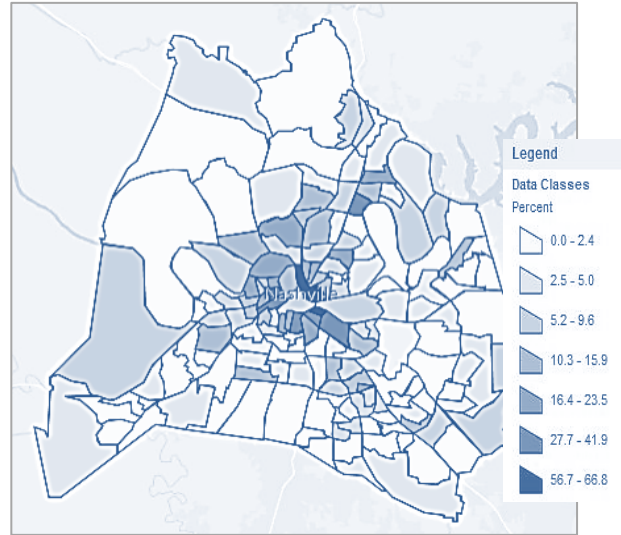 Nashville
Legend
Data Classes
Percent
0.0 - 2.4
2.5 - 5.0
5.2 - 9.6
10.3 - 15.9
16.4 - 23.5
27.7 - 41.9
56.7 - 66.8